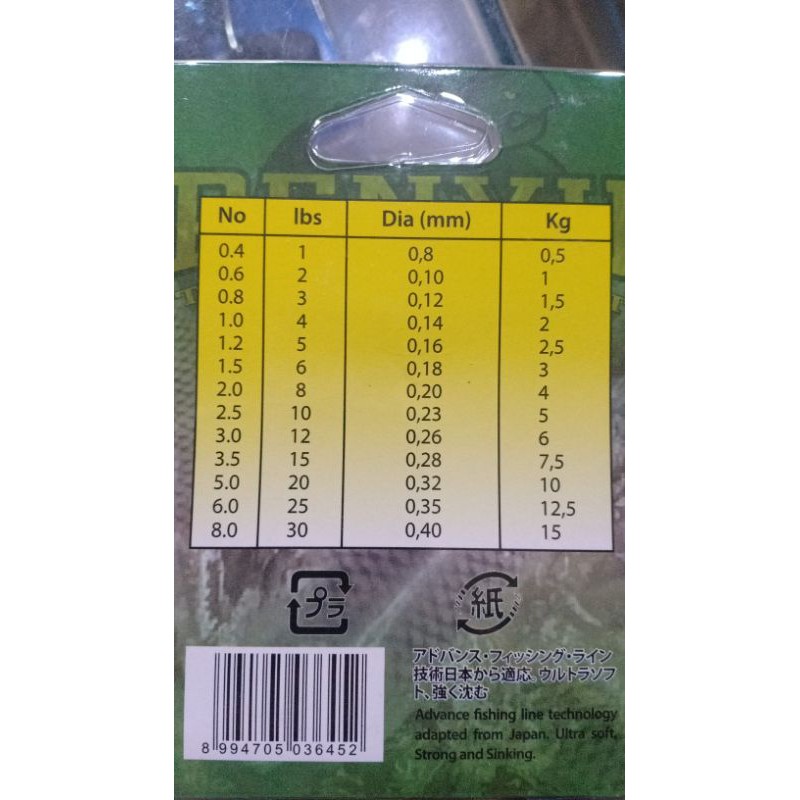 No lbs Dia (mm) Kg
0.4 1 0,8 0,5
0.6 2 0,10 1
0.8 3 0,12 1,5
1.0 4 0,14 2
1.2 5 0,16 2,5
1.5 6 0,18 3
2.0 8 0,20 4
2.5 10 0,23 5
3.0 12 0,26 6
3.5 15 0,28 7,5
5.0 20 0,32 10
6.0 25 0,35 12,5
8.0 30 0,40 15
プラ
紙
アドバンス・フィッシング・ライン
技術日本から適応。ウルトラソフ
ト、強く沈む
Advance fishing line technology
adapted from Japan. Ultra soft,
Strong and Sinking.
8 994705 036452